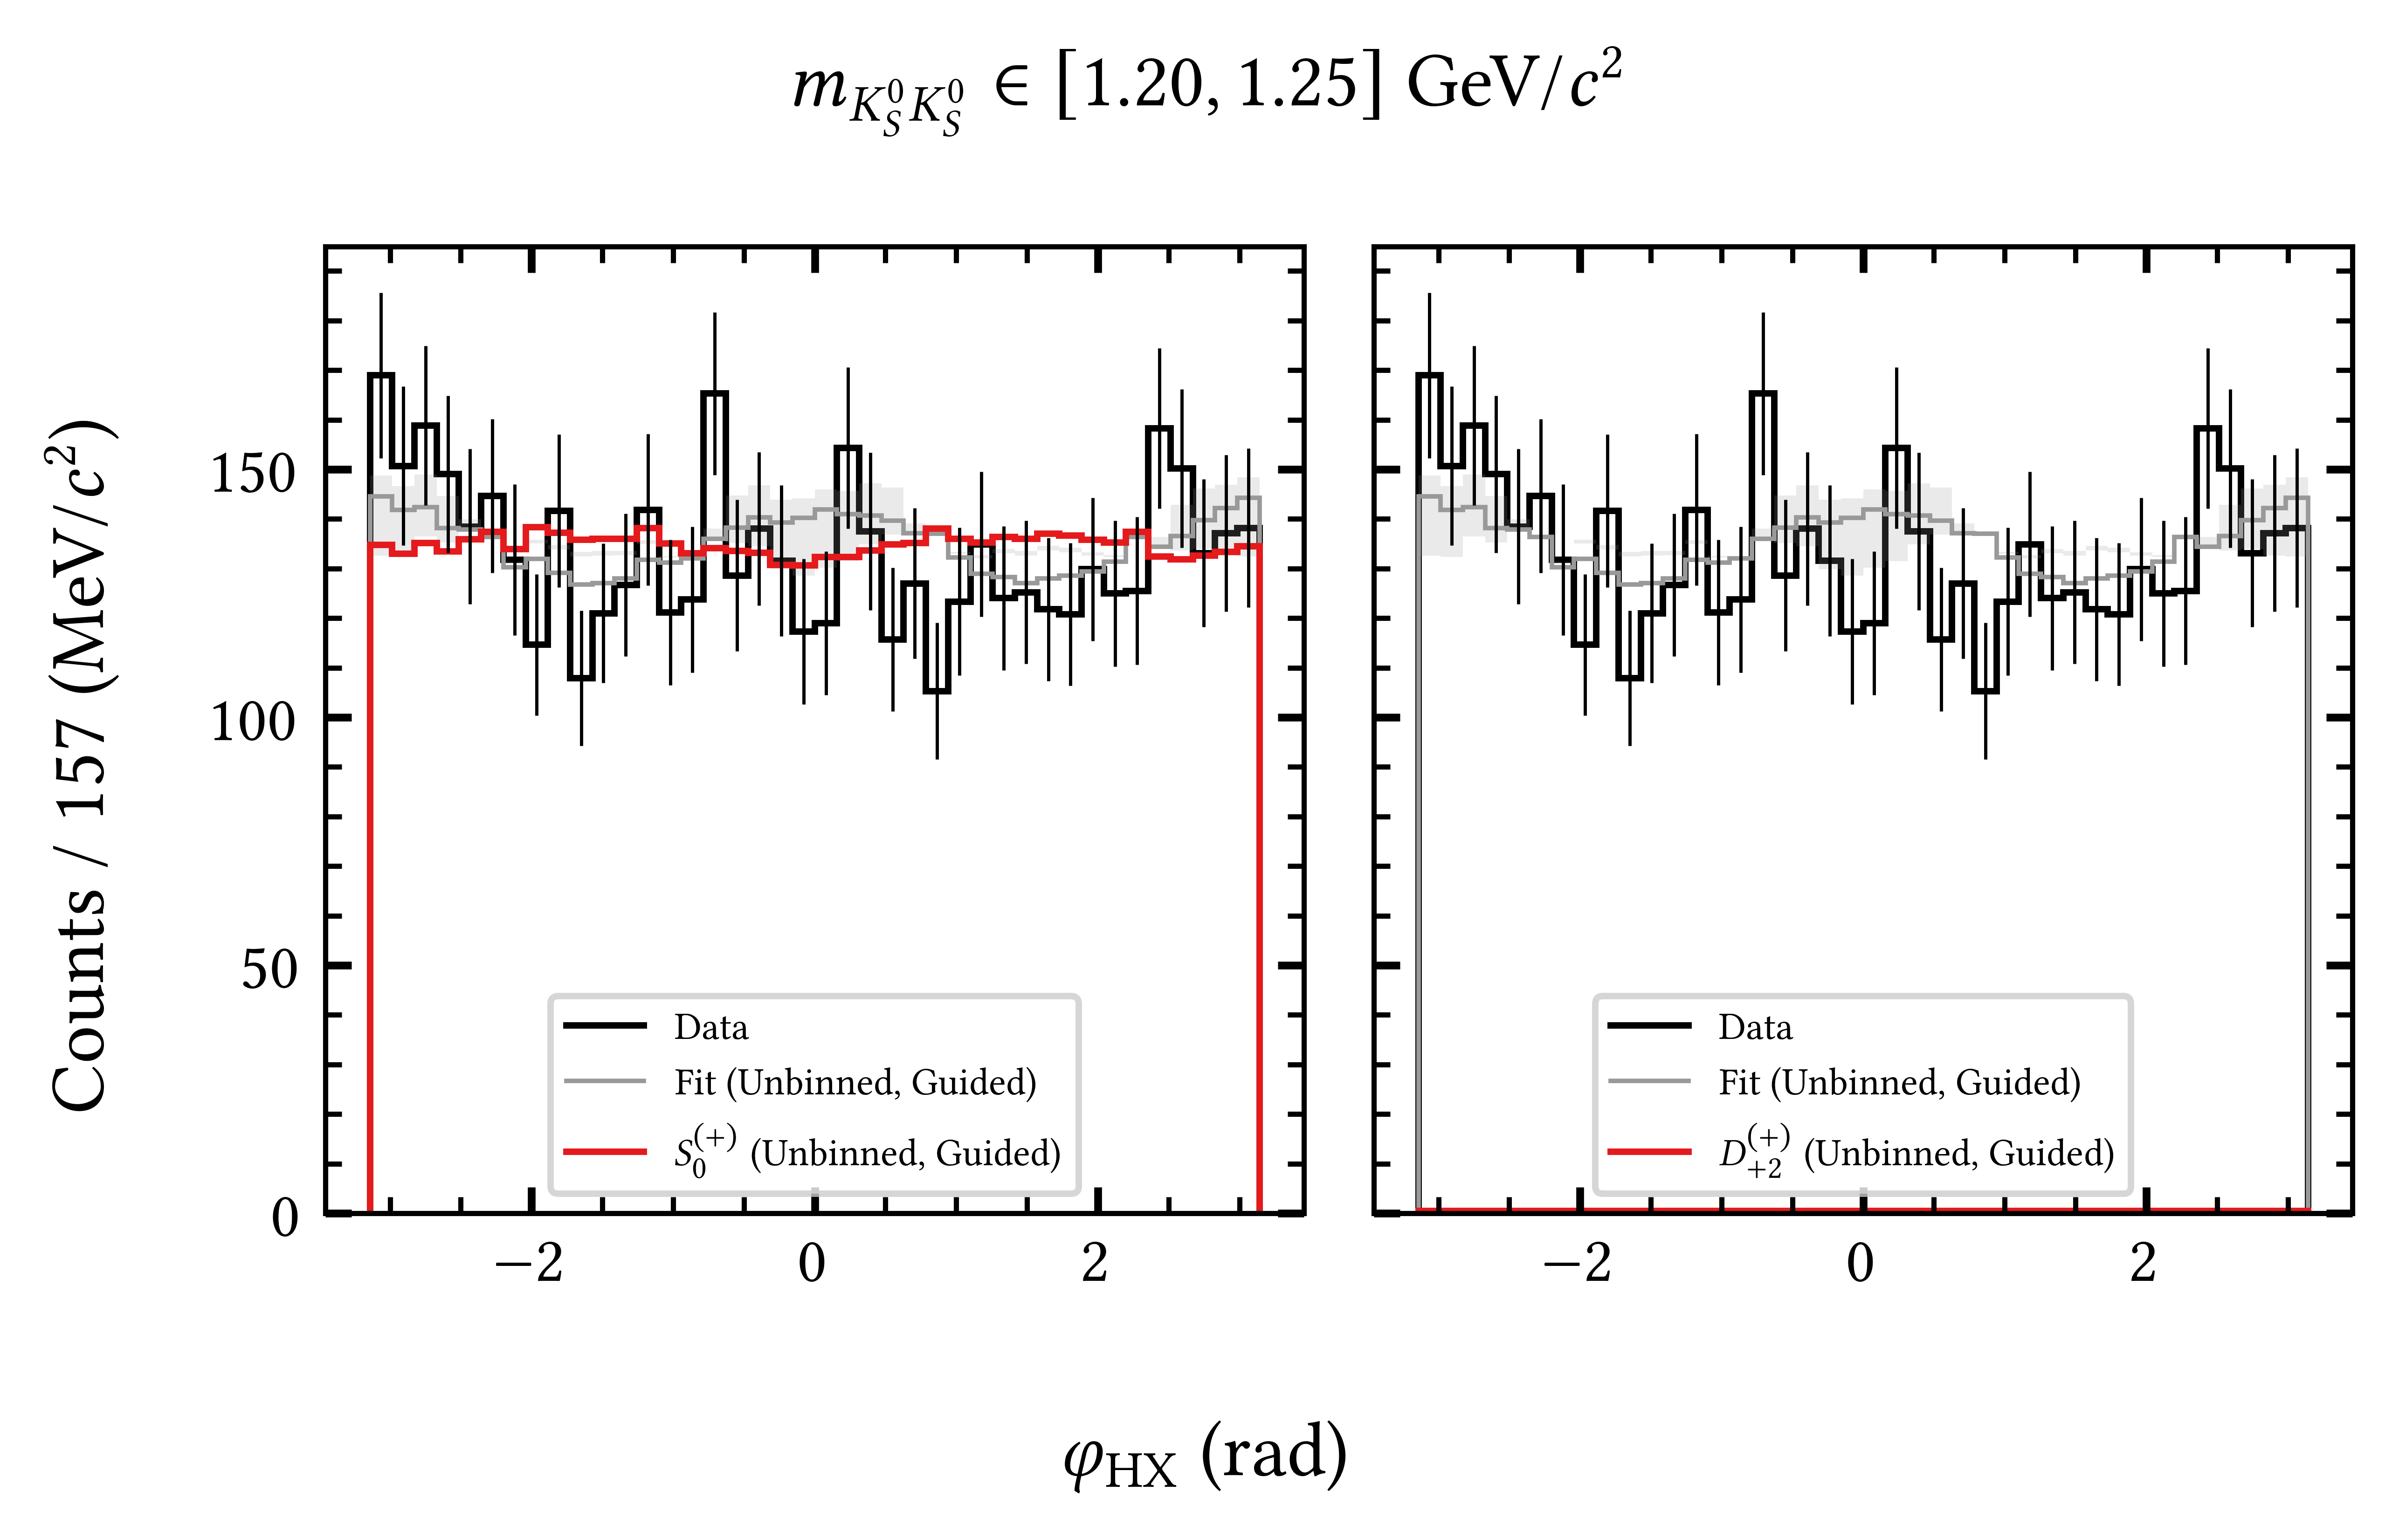 m_{K_S^0 K_S^0} ∈ [1.20, 1.25] GeV/c²
Counts / 157 (MeV/c²)
150
100
50
0
Data
Fit (Unbinned, Guided)
S_0^{(+)} (Unbinned, Guided)
Data
Fit (Unbinned, Guided)
D_{+2}^{(+)} (Unbinned, Guided)
−2 0 2
−2 0 2
φ_HX (rad)